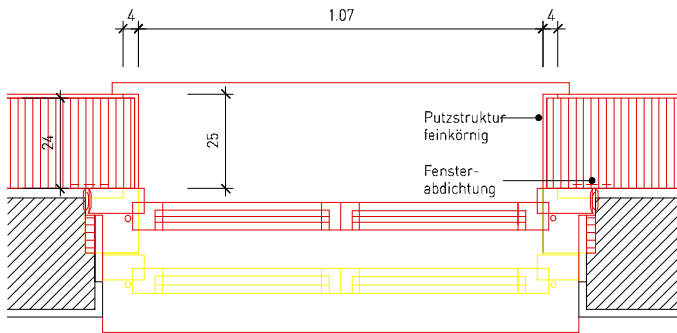 4
1.07
4
24
25
Putzstruktur
feinkörnig
Fenster-
abdichtung